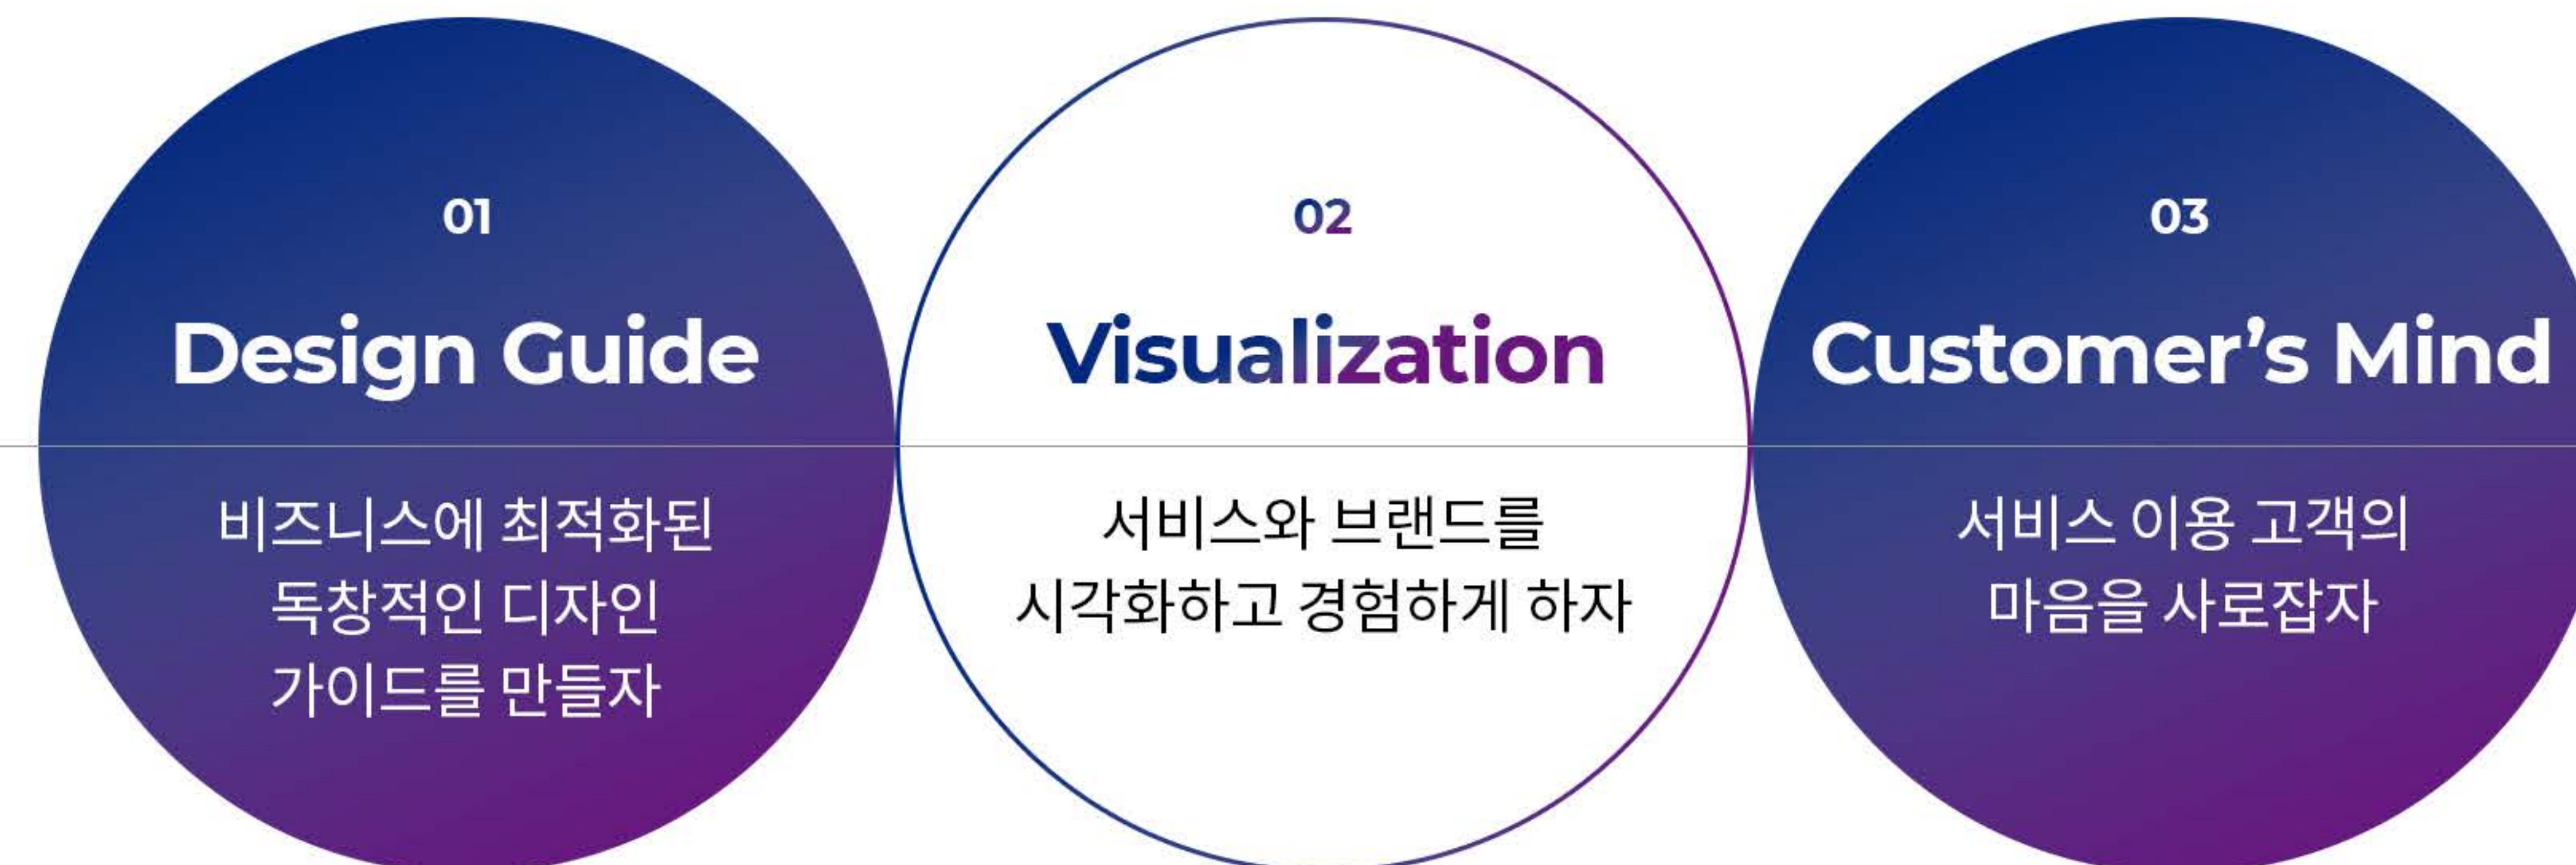 01
Design Guide
비즈니스에 최적화된
독창적인 디자인
가이드를 만들자
02
Visualization
서비스와 브랜드를
시각화하고 경험하게 하자
03
Customer’s Mind
서비스 이용 고객의
마음을 사로잡자